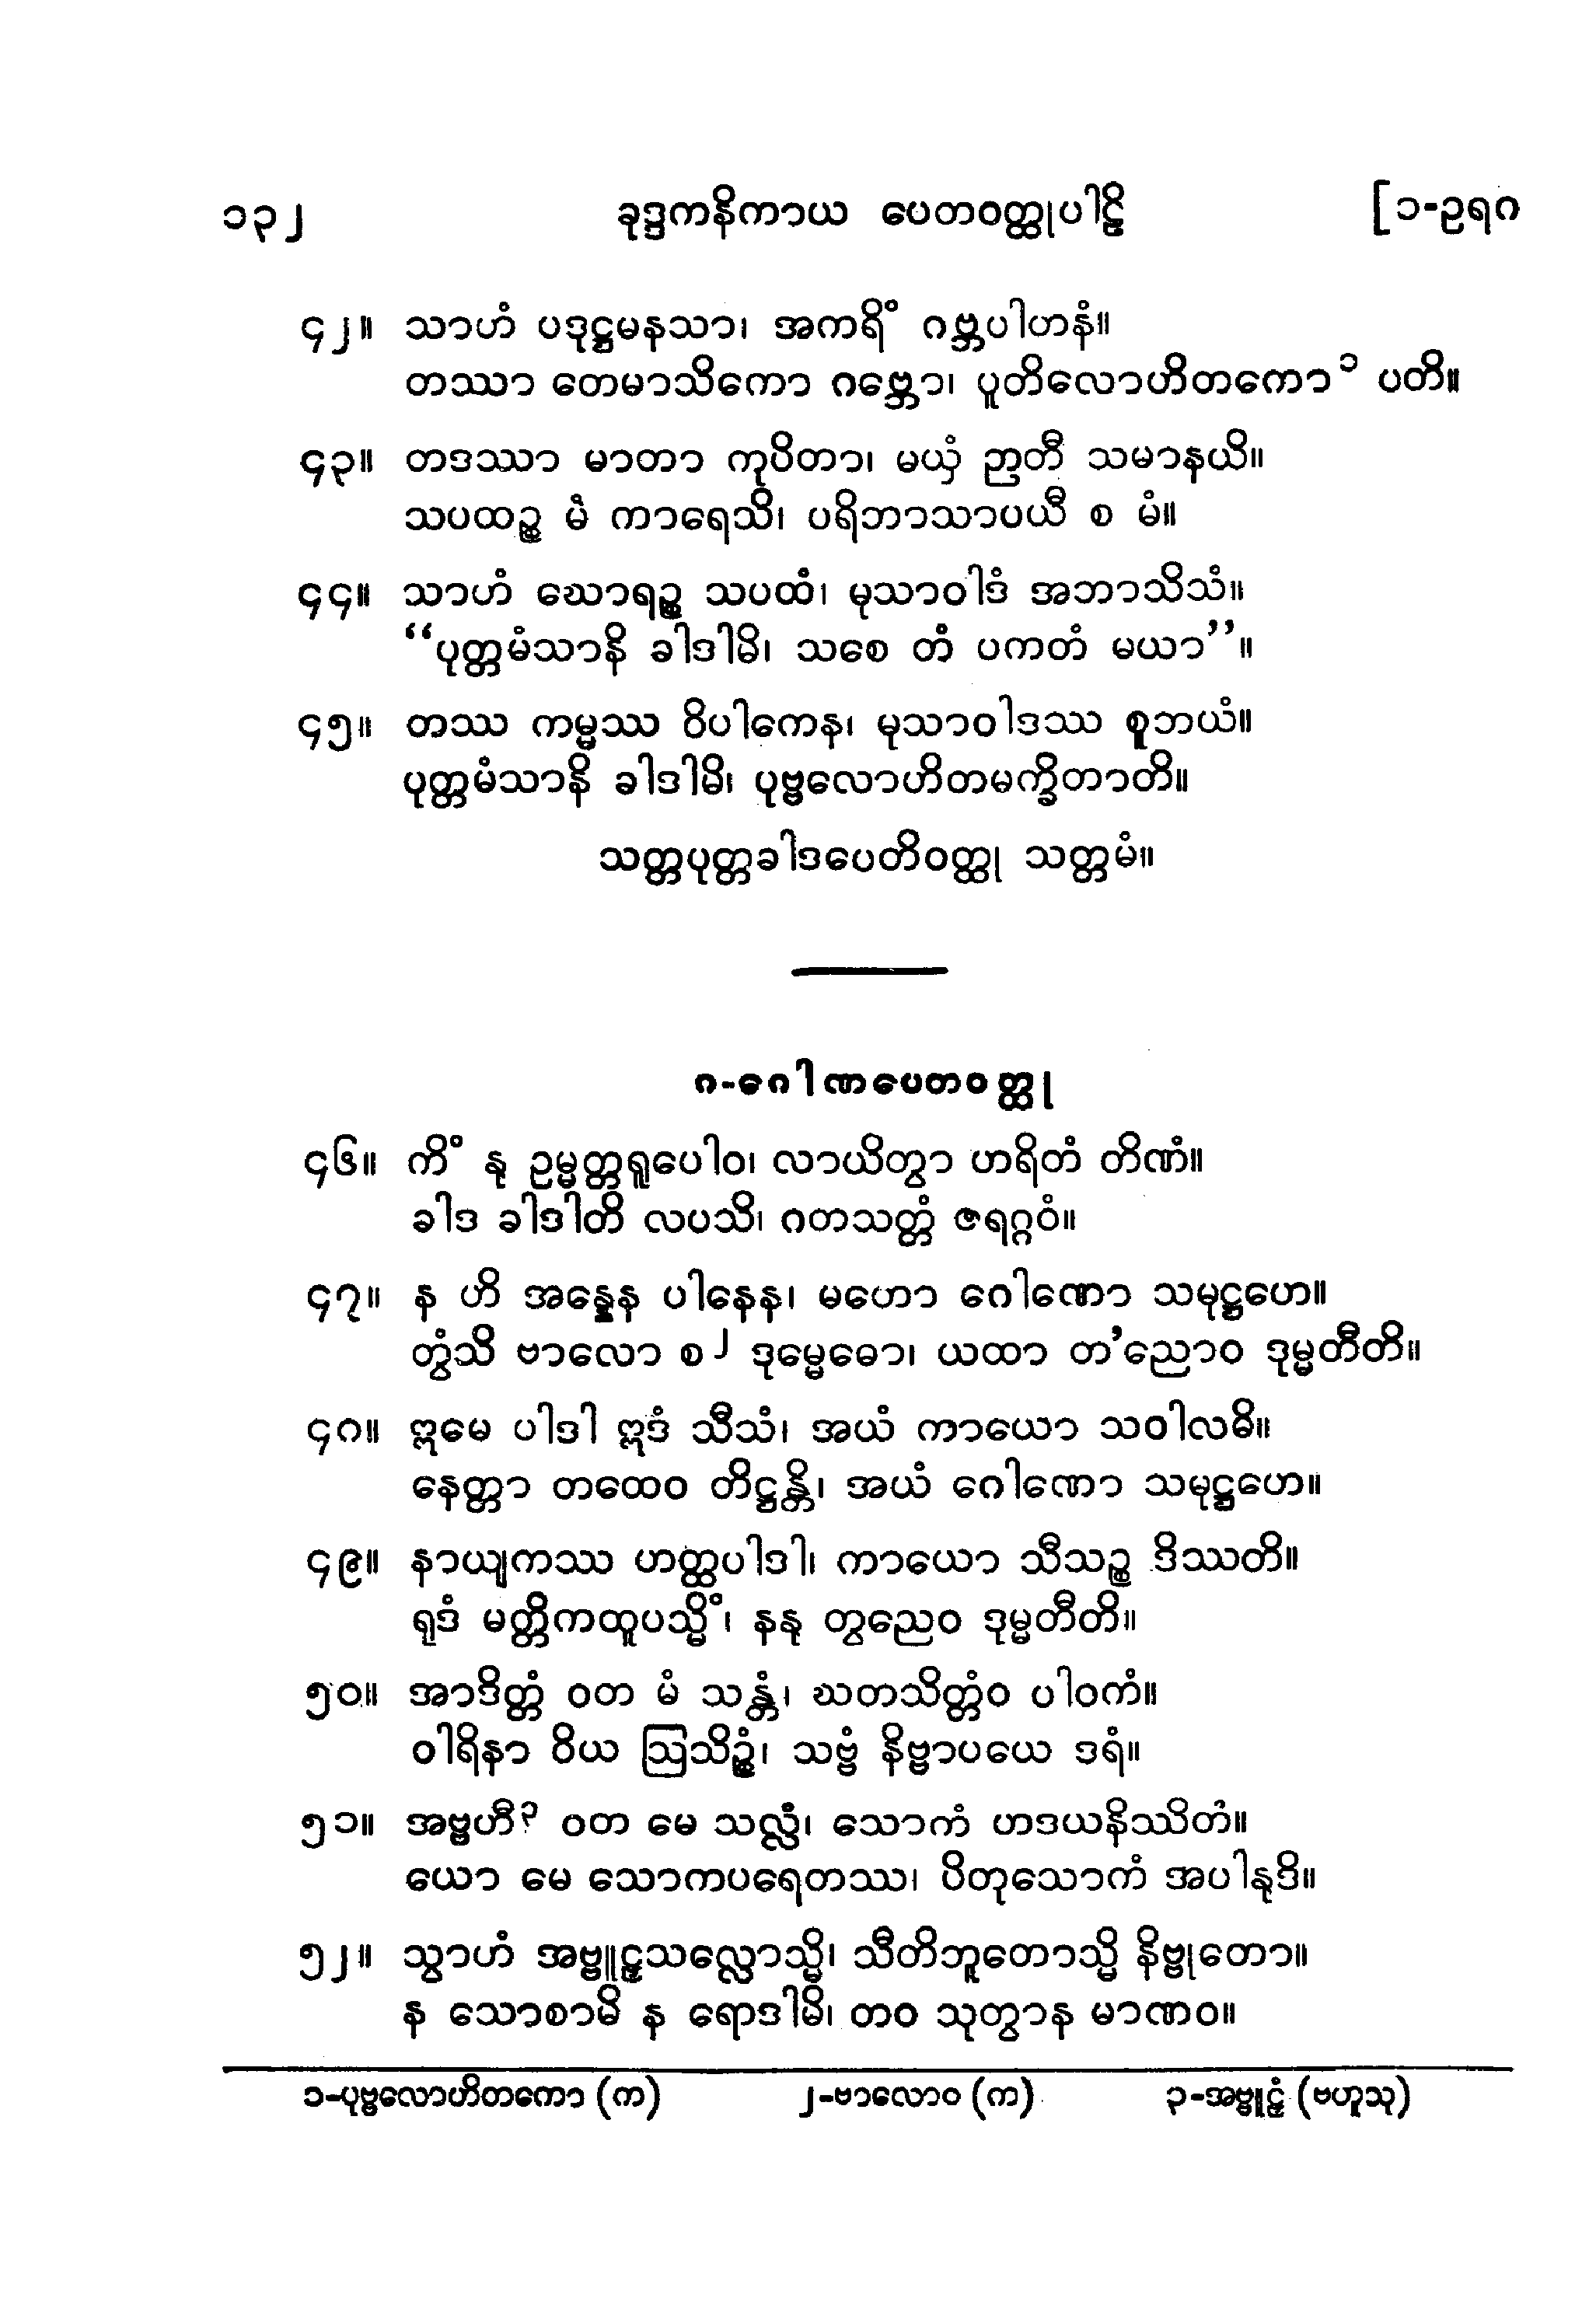 ၁၃၂ ခုဒ္ဒကနိကာယ ပေတဝတ္ထုပါဠိ [၁-ဥရဂ
၄၂။ သာဟံ ပဒုဋ္ဌမနသာ၊ အကရိံ ဂဗ္ဘပါဟနံ။
တဿာ တေမာသိကော ဂဗ္ဘော၊ ပူတိလောဟိတကော၁ ပတိ။
၄၃။ တဒဿာ မာတာ ကုပိတာ၊ မယှံ ဉာတီ သမာနယိ။
သပထဉ္စ မံ ကာရေသိ၊ ပရိဘာသာပယီ စ မံ။
၄၄။ သာဟံ ဃောရဉ္စ သပထံ၊ မုသာဝါဒံ အဘာသိသံ။
“ပုတ္တမံသာနိ ခါဒါမိ၊ သစေ တံ ပကတံ မယာ”။
၄၅။ တဿ ကမ္မဿ ဝိပါကေန၊ မုသာဝါဒဿ စူဘယံ။
ပုတ္တမံသာနိ ခါဒါမိ၊ ပုဗ္ဗလောဟိတမက္ခိတာတိ။
သတ္တပုတ္တခါဒပေတိဝတ္ထု သတ္တမံ။
၈-ဂေါဏပေတဝတ္ထု
၄၆။ ကိံ နု ဥမ္မတ္တရူပေါဝ၊ လာယိတွာ ဟရိတံ တိဏံ။
ခါဒ ခါဒါတိ လပသိ၊ ဂတသတ္တံ ဇရဂ္ဂဝံ။
၄၇။ န ဟိ အန္နေန ပါနေန၊ မတော ဂေါဏော သမုဋ္ဌဟေ။
တွံသိ ဗာလော စ၂ ဒုမ္မေဓော၊ ယထာ တ’ညောဝ ဒုမ္မတီတိ။
၄၈။ ဣမေ ပါဒါ ဣဒံ သီသံ၊ အယံ ကာယော သဝါလဓိ။
နေတ္တာ တထေဝ တိဋ္ဌန္တိ၊ အယံ ဂေါဏော သမုဋ္ဌဟေ။
၄၉။ နာယျကဿ ဟတ္ထပါဒါ၊ ကာယော သီသဉ္စ ဒိဿတိ။
ရုဒံ မတ္တိကထူပသ္မိံ၊ နနု တွညေဝ ဒုမ္မတီတိ။
၅၀။ အာဒိတ္တံ ဝတ မံ သန္တံ၊ ဃတသိတ္တံဝ ပါဝကံ။
ဝါရိနာ ဝိယ ဩသိဉ္စံ၊ သဗ္ဗံ နိဗ္ဗာပယေ ဒရံ။
၅၁။ အဗ္ဗဟီ၃ ဝတ မေ သလ္လံ၊ သောကံ ဟဒယနိဿိတံ။
ယော မေ သောကပရေတဿ၊ ပိတုသောကံ အပါနုဒိ။
၅၂။ သွာဟံ အဗ္ဗူဠှသလ္လောသ္မိ၊ သီတိဘူတောသ္မိ နိဗ္ဗုတော။
န သောစာမိ န ရောဒါမိ၊ တဝ သုတွာန မာဏဝ။
၁-ပုဗ္ဗလောဟိတကော (က) ၂-ဗာလောဝ (က) ၃-အဗ္ဗူဠှံ (ဗဟူသု)